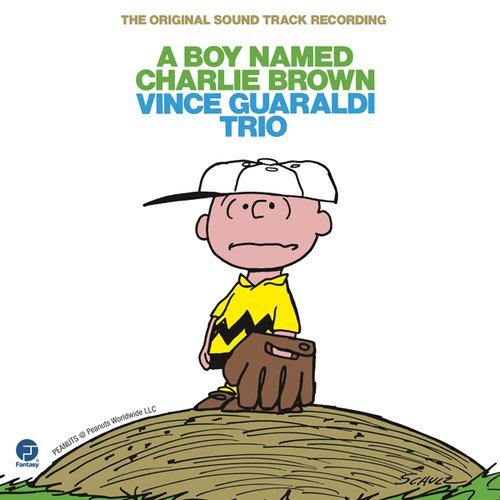 THE ORIGINAL SOUND TRACK RECORDING
A BOY NAMED
CHARLIE BROWN
VINCE GUARALDI
TRIO
PEANUTS @ Peanuts Worldwide LLC
Fantasy
SCHULZ